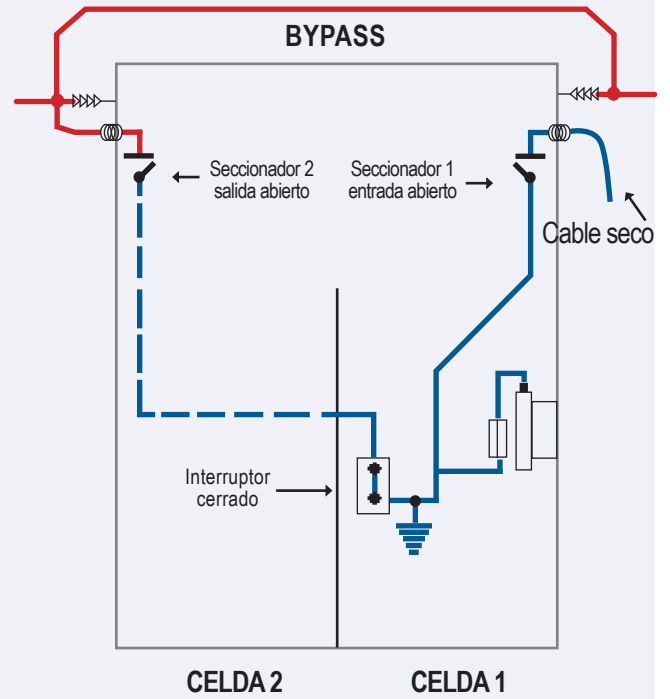 BYPASS
Seccionador 2
salida abierto
Seccionador 1
entrada abierto
Cable seco
Interruptor
cerrado
CELDA 2
CELDA 1